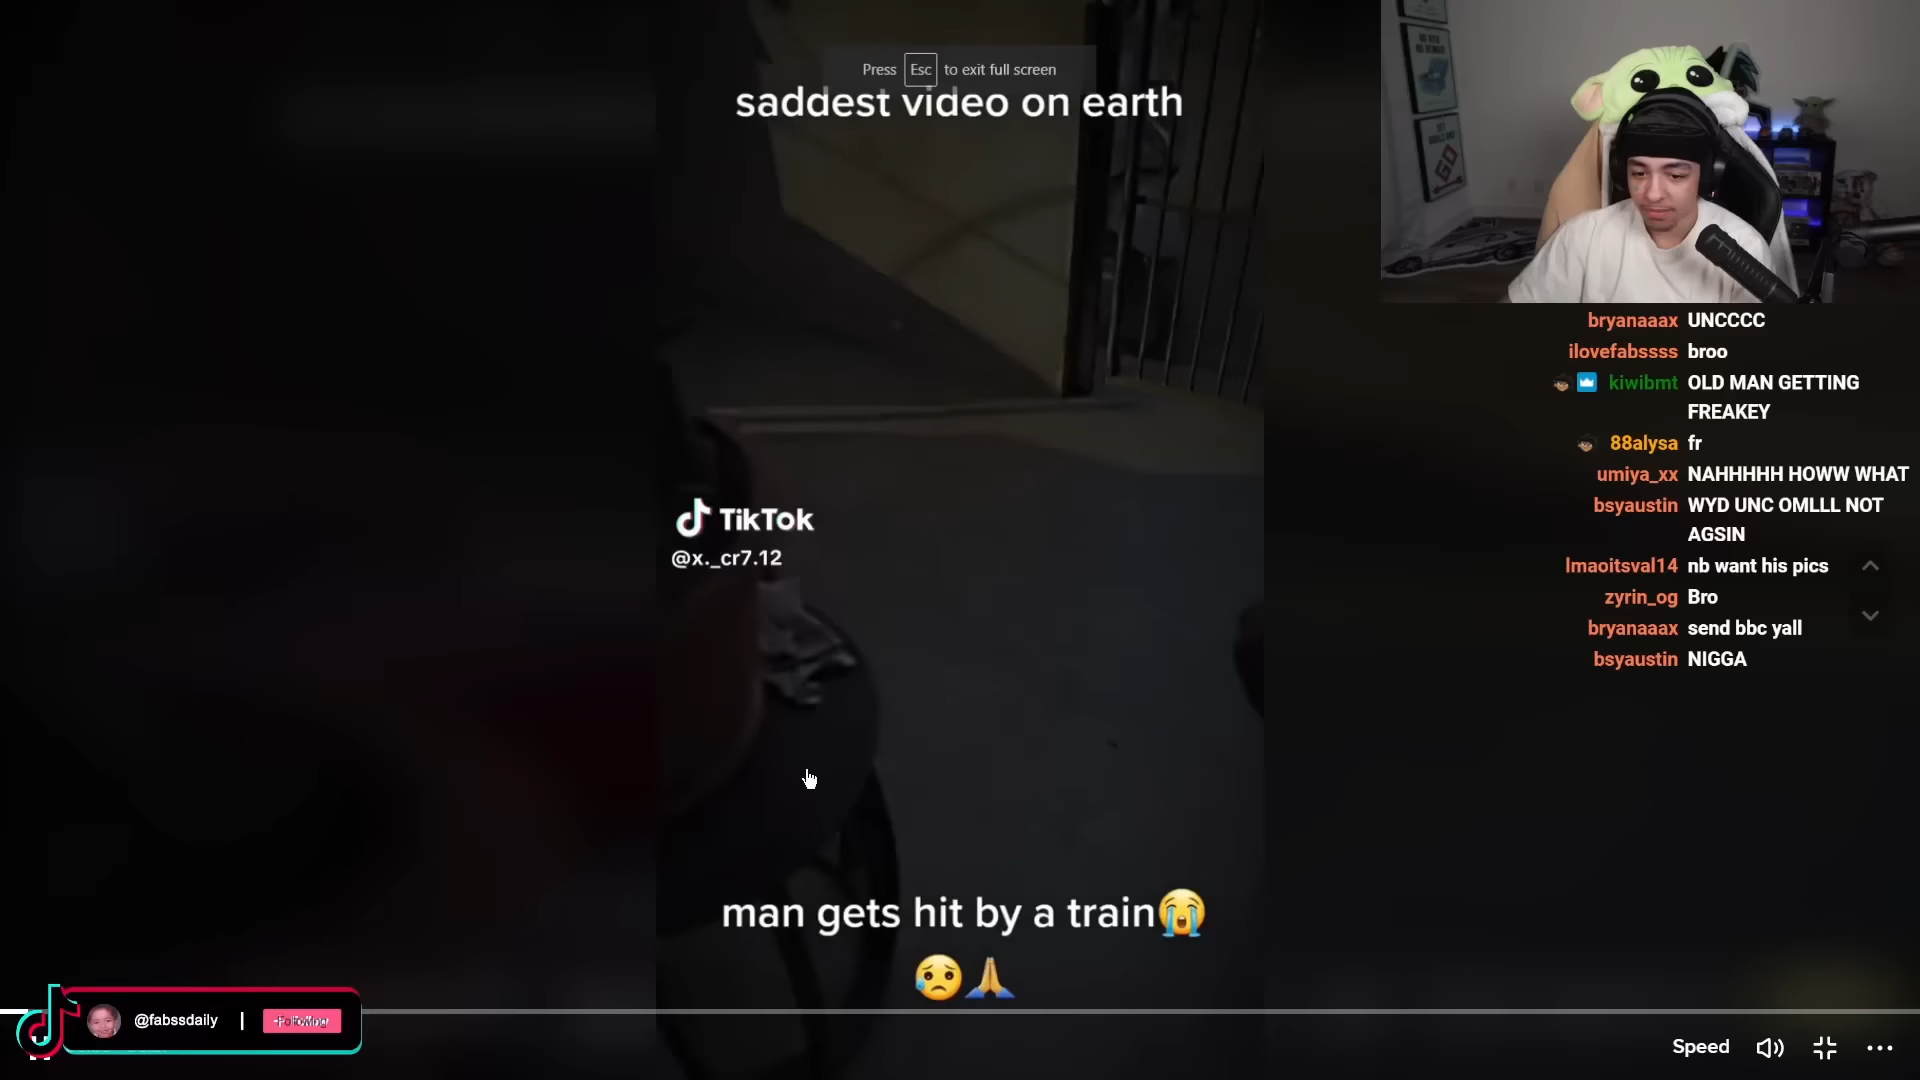 Press Esc to exit full screen
saddest video on earth
TikTok
@x._cr7.12
man gets hit by a train😭
😥🙏
GO
bryanaaax UNCCCC
ilovefabssss broo
kiwibmt OLD MAN GETTING
FREAKEY
88alysa fr
umiya_xx NAHHHHH HOWW WHAT
bsyaustin WYD UNC OMLLL NOT
AGSIN
lmaoitsval14 nb want his pics
zyrin_og Bro
bryanaaax send bbc yall
bsyaustin NIGGA
@fabssdaily |
Speed